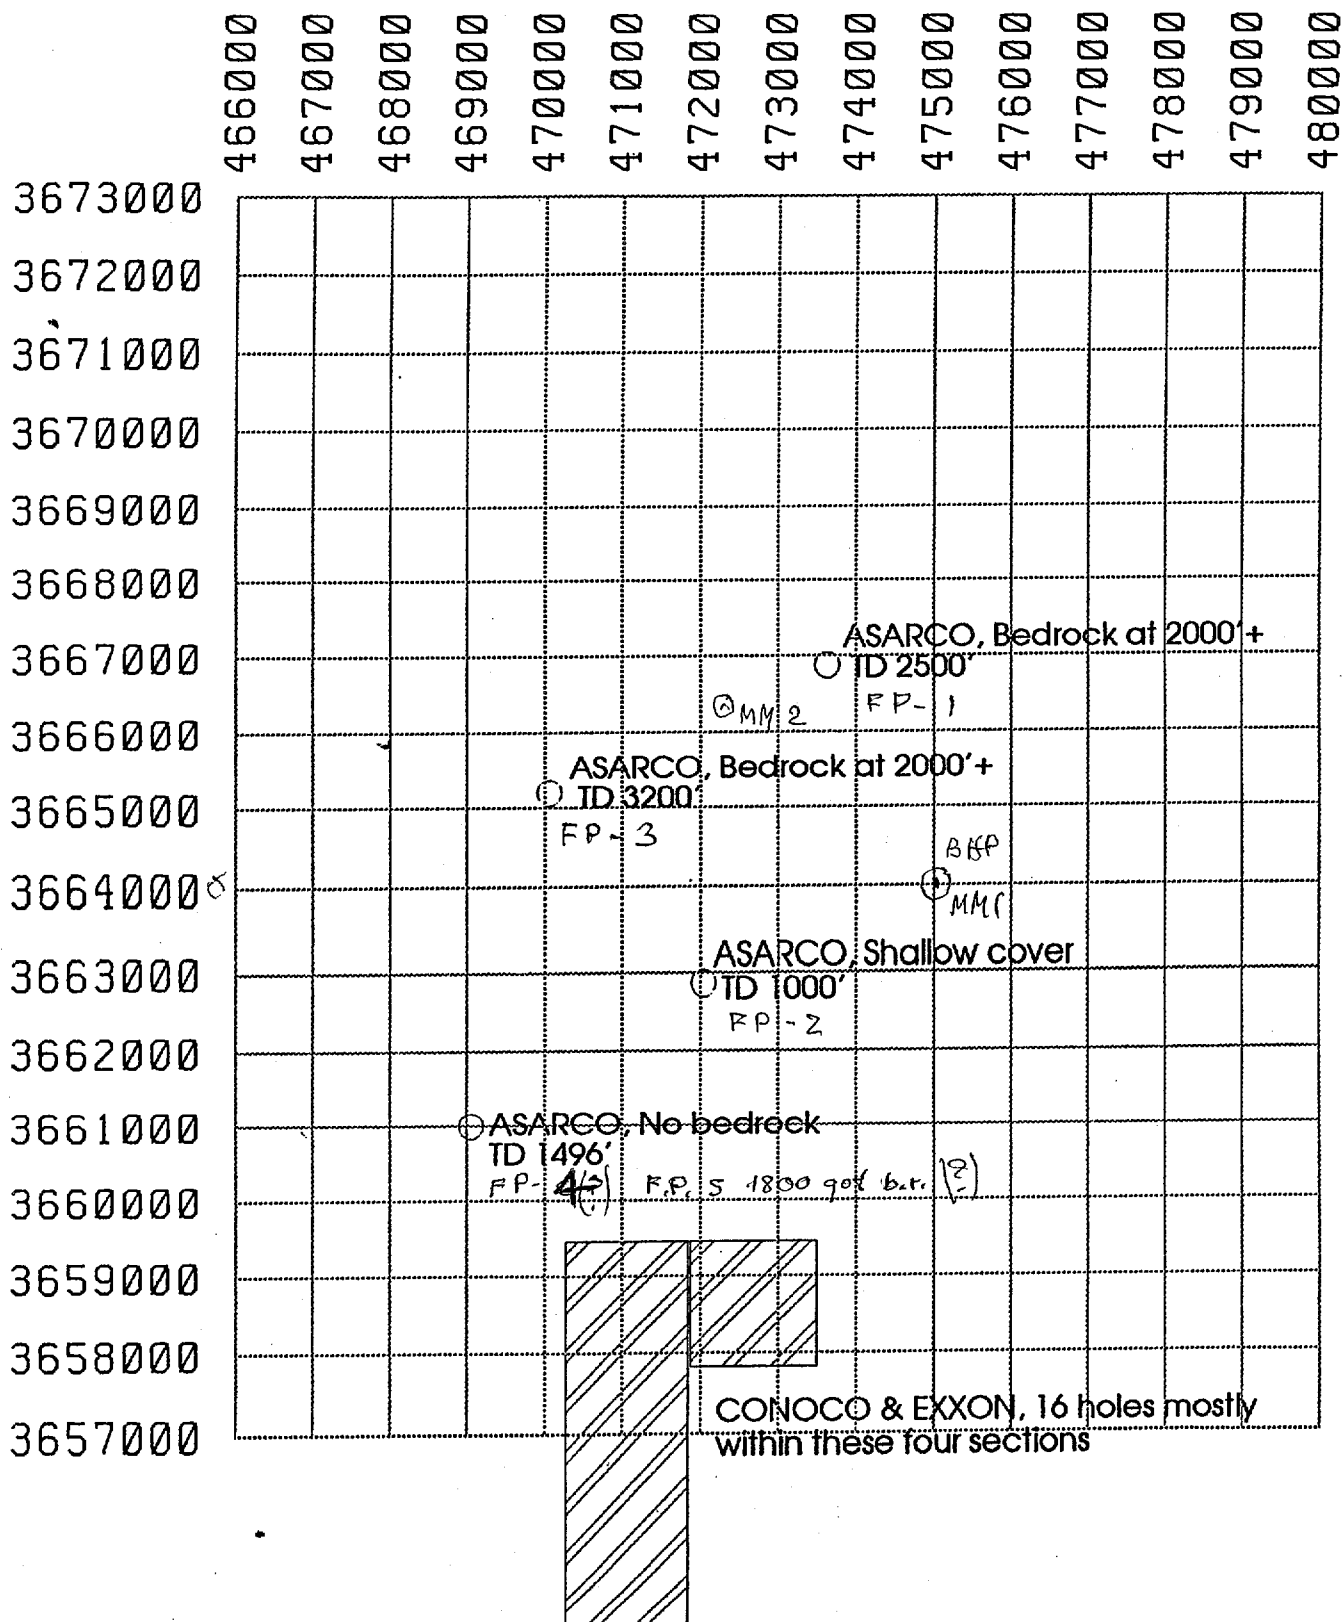 466000
467000
468000
469000
470000
471000
472000
473000
474000
475000
476000
477000
478000
479000
480000
3673000
3672000
3671000
3670000
3669000
3668000
ASARCO, Bedrock at 2000'+
3667000
TD 2500'
FP-1
MM 2
3666000
ASARCO, Bedrock at 2000'+
TD 3200'
3665000
FP-3
BHP
3664000
MM1
ASARCO, Shallow cover
3663000
TD 1000'
FP-2
3662000
3661000
ASARCO, No bedrock
TD 1496'
FP-4(?) F.P. 5 1800 got b.r. (?)
3660000
3659000
3658000
CONOCO & EXXON, 16 holes mostly
3657000
within these four sections